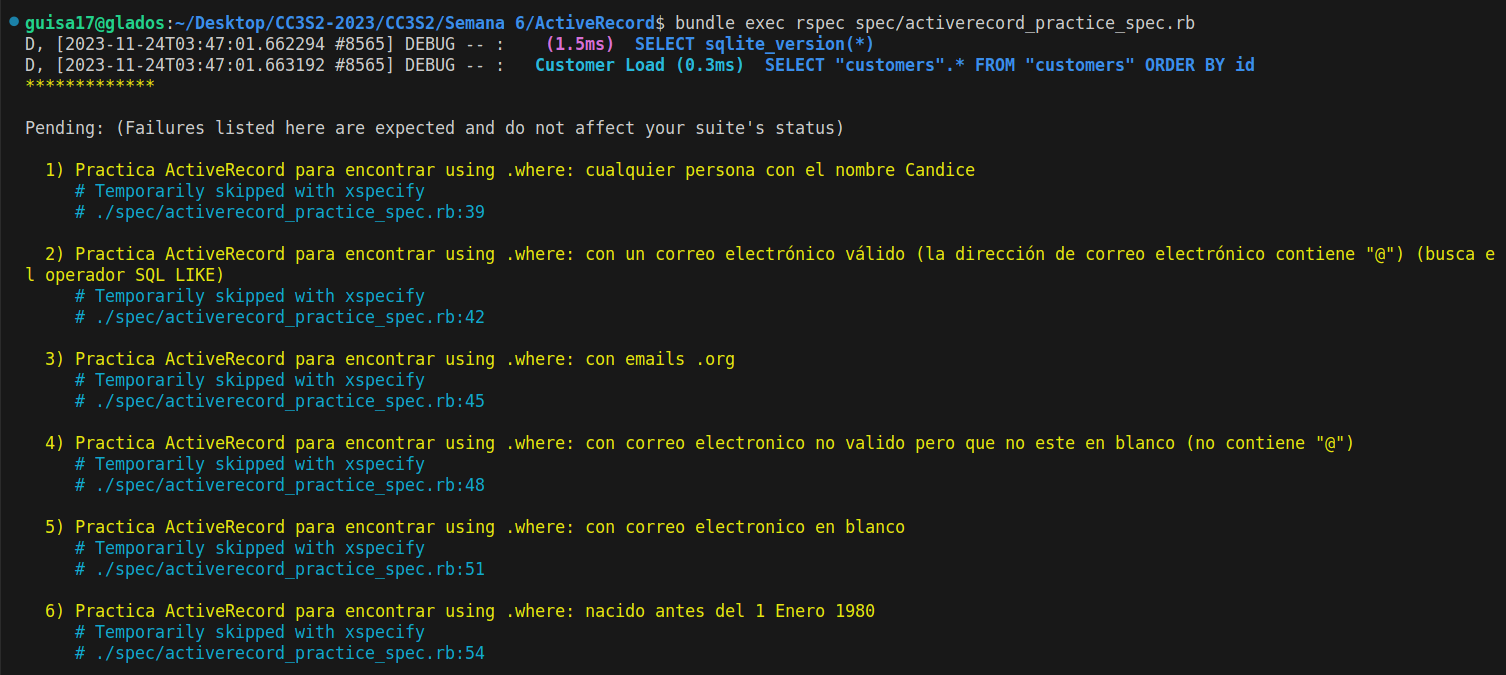 guisa17@glados:~/Desktop/CC3S2-2023/CC3S2/Semana 6/ActiveRecord$ bundle exec rspec spec/activerecord_practice_spec.rb
D, [2023-11-24T03:47:01.662294 #8565] DEBUG -- :    (1.5ms)  SELECT sqlite_version(*)
D, [2023-11-24T03:47:01.663192 #8565] DEBUG -- :   Customer Load (0.3ms)  SELECT "customers".* FROM "customers" ORDER BY id
*************
Pending: (Failures listed here are expected and do not affect your suite's status)
1) Practica ActiveRecord para encontrar using .where: cualquier persona con el nombre Candice
# Temporarily skipped with xspecify
# ./spec/activerecord_practice_spec.rb:39
2) Practica ActiveRecord para encontrar using .where: con un correo electrónico válido (la dirección de correo electrónico contiene "@") (busca e
l operador SQL LIKE)
# Temporarily skipped with xspecify
# ./spec/activerecord_practice_spec.rb:42
3) Practica ActiveRecord para encontrar using .where: con emails .org
# Temporarily skipped with xspecify
# ./spec/activerecord_practice_spec.rb:45
4) Practica ActiveRecord para encontrar using .where: con correo electronico no valido pero que no este en blanco (no contiene "@")
# Temporarily skipped with xspecify
# ./spec/activerecord_practice_spec.rb:48
5) Practica ActiveRecord para encontrar using .where: con correo electronico en blanco
# Temporarily skipped with xspecify
# ./spec/activerecord_practice_spec.rb:51
6) Practica ActiveRecord para encontrar using .where: nacido antes del 1 Enero 1980
# Temporarily skipped with xspecify
# ./spec/activerecord_practice_spec.rb:54